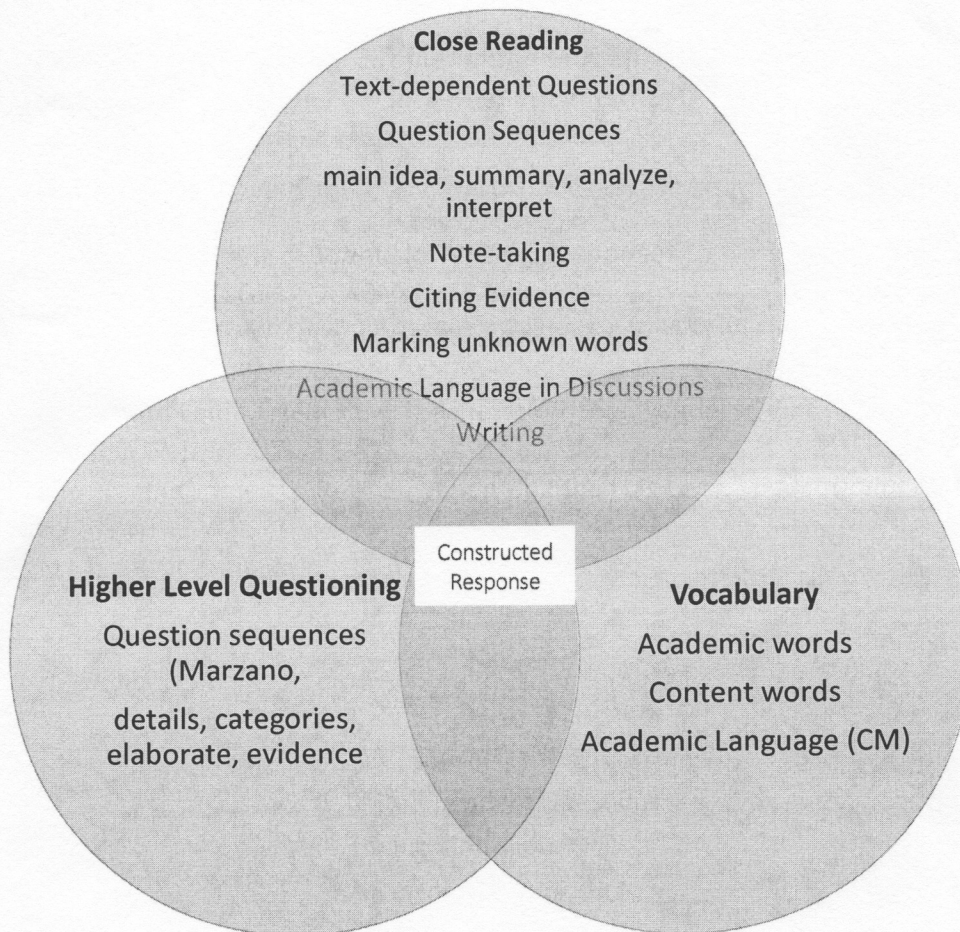 Close Reading
Text-dependent Questions
Question Sequences
main idea, summary, analyze,
interpret
Note-taking
Citing Evidence
Marking unknown words
Academic Language in Discussions
Writing
Constructed
Response
Higher Level Questioning
Question sequences
(Marzano,
details, categories,
elaborate, evidence
Vocabulary
Academic words
Content words
Academic Language (CM)